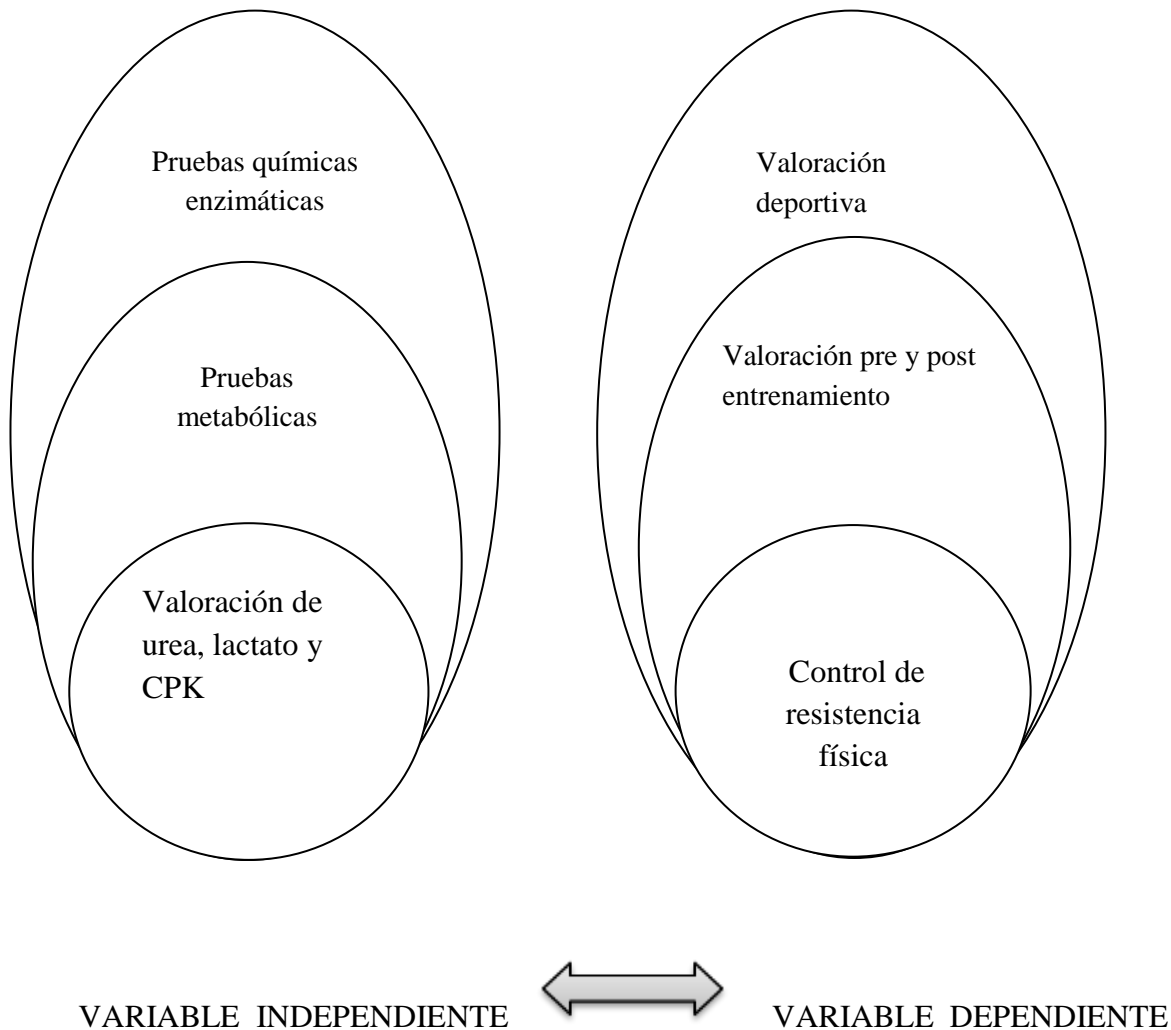 Pruebas químicas
enzimáticas
Pruebas
metabólicas
Valoración de
urea, lactato y
CPK
Valoración
deportiva
Valoración pre y post
entrenamiento
Control de
resistencia
física
VARIABLE INDEPENDIENTE
VARIABLE DEPENDIENTE